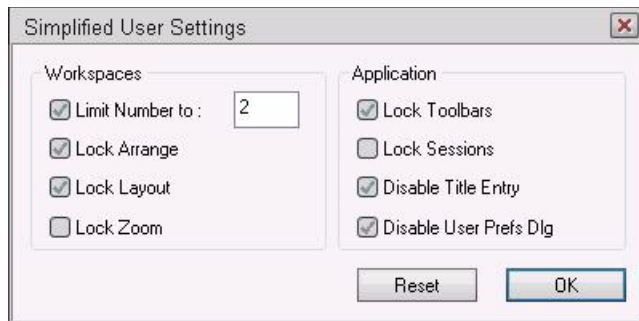 Simplified User Settings
Workspaces
Limit Number to : 2
Lock Arrange
Lock Layout
Lock Zoom
Application
Lock Toolbars
Lock Sessions
Disable Title Entry
Disable User Prefs Dlg
Reset OK